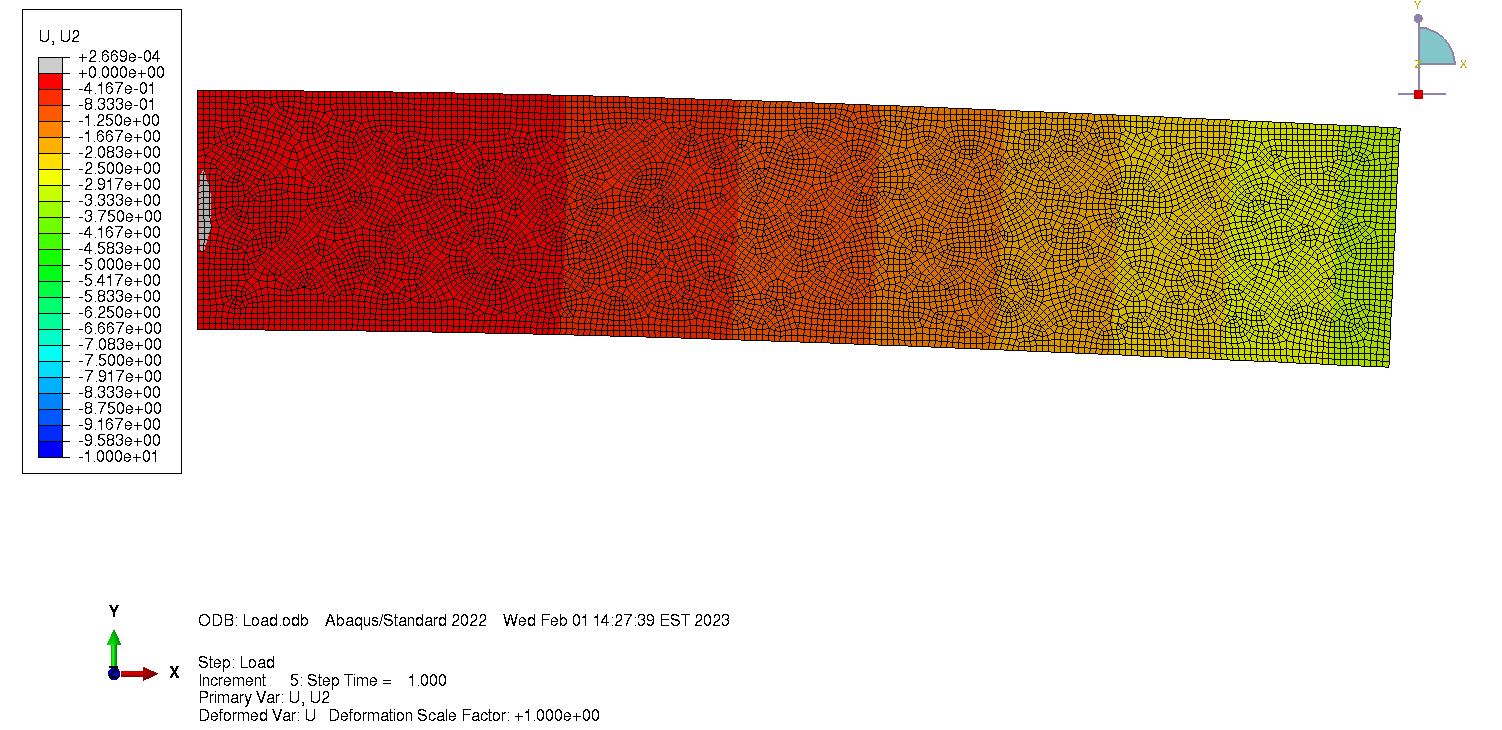 U, U2
+2.669e-04
+0.000e+00
-4.167e-01
-8.333e-01
-1.250e+00
-1.667e+00
-2.083e+00
-2.500e+00
-2.917e+00
-3.333e+00
-3.750e+00
-4.167e+00
-4.583e+00
-5.000e+00
-5.417e+00
-5.833e+00
-6.250e+00
-6.667e+00
-7.083e+00
-7.500e+00
-7.917e+00
-8.333e+00
-8.750e+00
-9.167e+00
-9.583e+00
-1.000e+01
Y
Z X
Y
Z X
ODB: Load.odb Abaqus/Standard 2022 Wed Feb 01 14:27:39 EST 2023
Step: Load
Increment 5: Step Time = 1.000
Primary Var: U, U2
Deformed Var: U Deformation Scale Factor: +1.000e+00